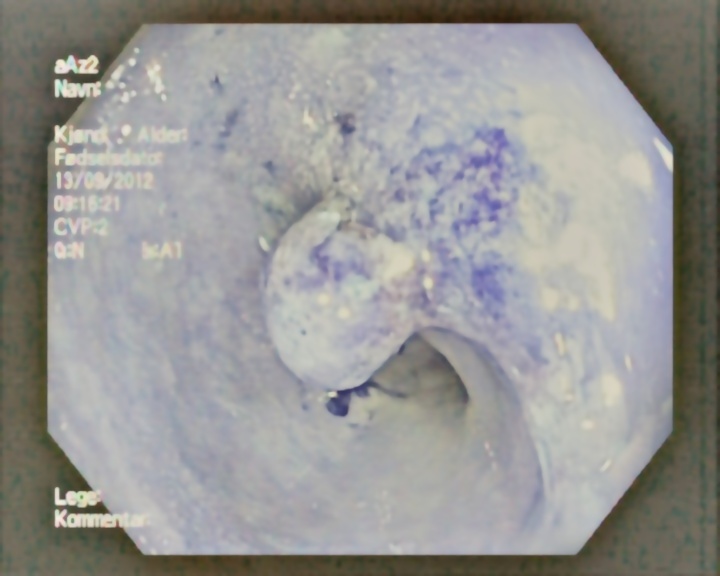 aAz2
Navn:
Kjønn: Alder:
Fødselsdato:
13/09/2012
09:16:21
CVP:2
G:N
Lege:
Kommentar: